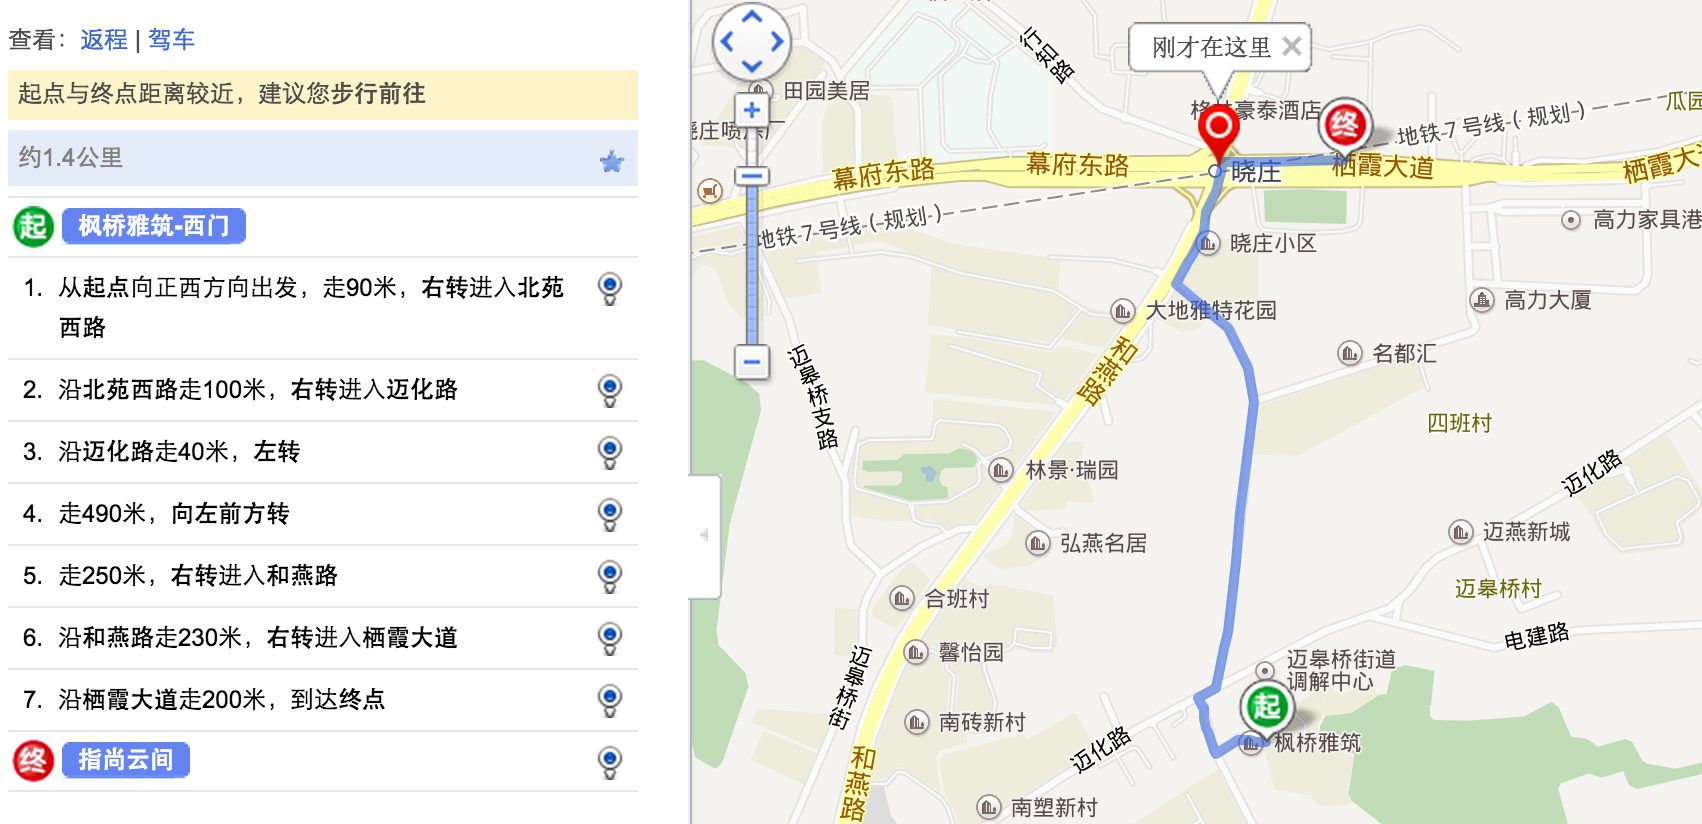 查看：返程 | 驾车
起点与终点距离较近，建议您步行前往
约1.4公里
起 枫桥雅筑-西门
1. 从起点向正西方向出发，走90米，右转进入北苑
西路
2. 沿北苑西路走100米，右转进入迈化路
3. 沿迈化路走40米，左转
4. 走490米，向左前方转
5. 走250米，右转进入和燕路
6. 沿和燕路走230米，右转进入栖霞大道
7. 沿栖霞大道走200米，到达终点
终 指尚云间
行知路
刚才在这里
田园美居
格林豪泰酒店
终
地铁7号线(规划)
瓜园
幕府东路
幕府东路
晓庄
栖霞大道
栖霞大
地铁7号线(规划)
晓庄小区
高力家具港
大地雅特花园
高力大厦
和燕路
名都汇
迈皋桥支路
四班村
林景·瑞园
迈化路
弘燕名居
迈燕新城
合班村
迈皋桥村
馨怡园
电建路
迈皋桥街道
调解中心
迈皋桥街
起
南砖新村
迈化路
枫桥雅筑
和燕路
南塑新村